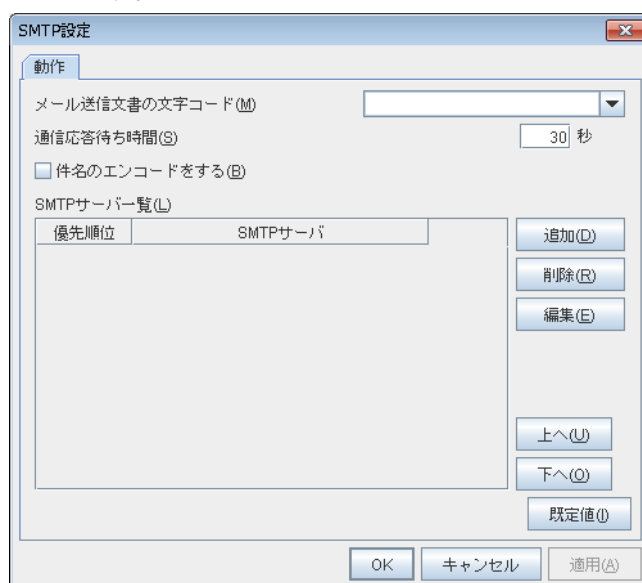 SMTP設定
動作
メール送信文書の文字コード(M)
通信応答待ち時間(S) 30 秒
件名のエンコードをする(B)
SMTPサーバ一覧(L)
優先順位 SMTPサーバ
追加(D)
削除(R)
編集(E)
上へ(U)
下へ(O)
既定値(I)
OK キャンセル 適用(A)